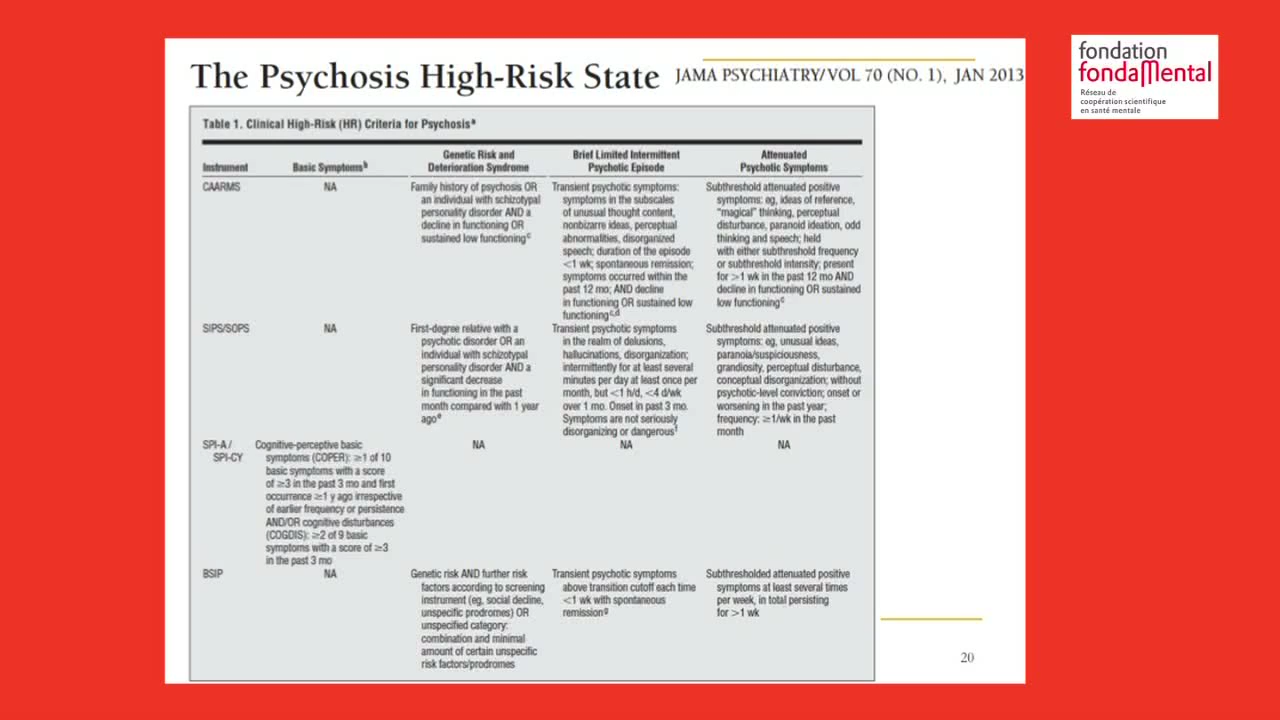 The Psychosis High-Risk State
JAMA PSYCHIATRY/VOL 70 (NO. 1), JAN 2013
fondation
fondaMental
Réseau de
coopération scientifique
en santé mentale
Table 1. Clinical High-Risk (HR) Criteria for Psychosisa
Instrument
Basic Symptomsb
Genetic Risk and
Deterioration Syndrome
Brief Limited Intermittent
Psychotic Episode
Attenuated
Psychotic Symptoms
CAARMS
NA
Family history of psychosis OR
an individual with schizotypal
personality disorder AND a
decline in functioning OR
sustained low functioningc
Transient psychotic symptoms:
symptoms in the subscales
of unusual thought content,
nonbizarre ideas, perceptual
abnormalities, disorganized
speech; duration of the episode
<1 wk; spontaneous remission;
symptoms occurred within the
past 12 mo; AND decline
in functioning OR sustained low
functioningc,d
Subthreshold attenuated positive
symptoms: eg, ideas of reference,
"magical" thinking, perceptual
disturbance, paranoid ideation, odd
thinking and speech; held
with either subthreshold frequency
or subthreshold intensity; present
for >1 wk in the past 12 mo AND
decline in functioning OR sustained
low functioningc
SIPS/SOPS
NA
First-degree relative with a
psychotic disorder OR an
individual with schizotypal
personality disorder AND a
significant decrease
in functioning in the past
month compared with 1 year
agoe
Transient psychotic symptoms
in the realm of delusions,
hallucinations, disorganization;
intermittently for at least several
minutes per day at least once per
month, but <1 h/d, <4 d/wk
over 1 mo. Onset in past 3 mo.
Symptoms are not seriously
disorganizing or dangerousf
Subthreshold attenuated positive
symptoms: eg, unusual ideas,
paranoia/suspiciousness,
grandiosity, perceptual disturbance,
conceptual disorganization; without
psychotic-level conviction; onset or
worsening in the past year;
frequency: ≥1/wk in the past
month
SPI-A /
SPI-CY
Cognitive-perceptive basic
symptoms (COPER): ≥1 of 10
basic symptoms with a score
of ≥3 in the past 3 mo and first
occurrence ≥1 y ago irrespective
of earlier frequency or persistence
AND/OR cognitive disturbances
(COGDIS): ≥2 of 9 basic
symptoms with a score of ≥3
in the past 3 mo
NA
NA
NA
BSIP
NA
Genetic risk AND further risk
factors according to screening
instrument (eg, social decline,
unspecific prodromes) OR
unspecified category:
combination and minimal
amount of certain unspecific
risk factors/prodromes
Transient psychotic symptoms
above transition cutoff each time
<1 wk with spontaneous
remissiong
Subthresholded attenuated positive
symptoms at least several times
per week, in total persisting
for >1 wk
20